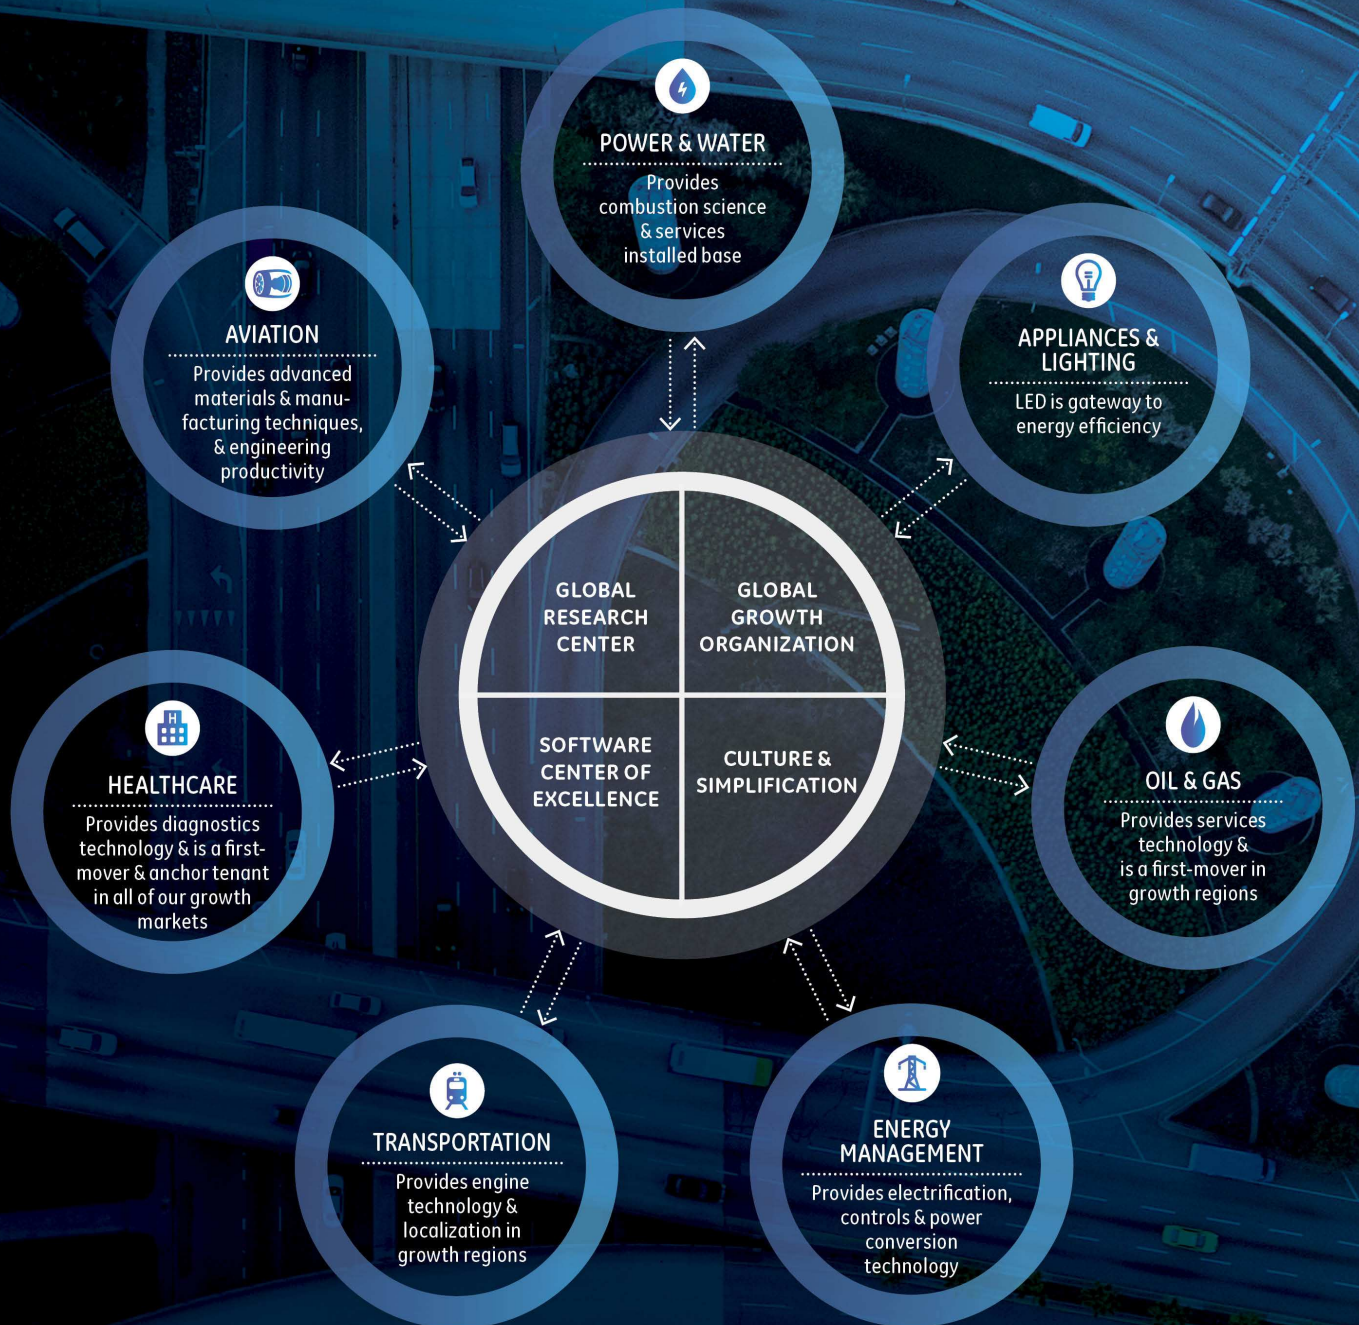 POWER & WATER
Provides
combustion science
& services
installed base
AVIATION
Provides advanced
materials & manu-
facturing techniques,
& engineering
productivity
APPLIANCES &
LIGHTING
LED is gateway to
energy efficiency
GLOBAL
RESEARCH
CENTER
GLOBAL
GROWTH
ORGANIZATION
SOFTWARE
CENTER OF
EXCELLENCE
CULTURE &
SIMPLIFICATION
HEALTHCARE
Provides diagnostics
technology & is a first-
mover & anchor tenant
in all of our growth
markets
OIL & GAS
Provides services
technology &
is a first-mover in
growth regions
TRANSPORTATION
Provides engine
technology &
localization in
growth regions
ENERGY
MANAGEMENT
Provides electrification,
controls & power
conversion
technology
H